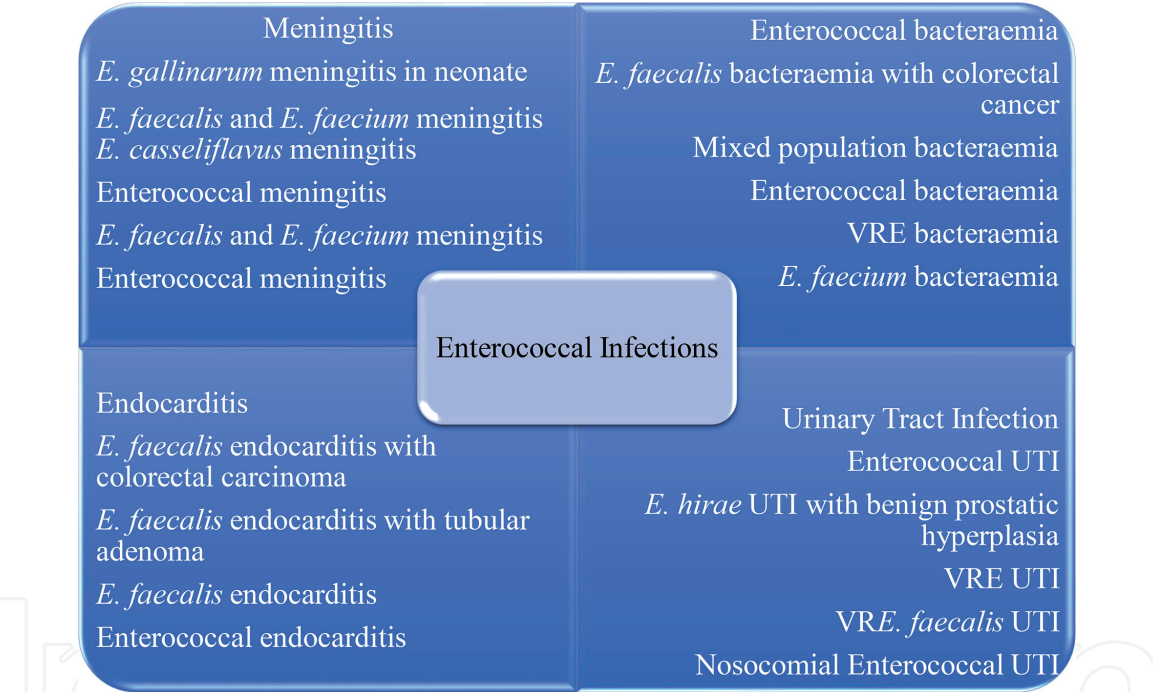 Meningitis
E. gallinarum meningitis in neonate
E. faecalis and E. faecium meningitis
E. casseliflavus meningitis
Enterococcal meningitis
E. faecalis and E. faecium meningitis
Enterococcal meningitis
Enterococcal bacteraemia
E. faecalis bacteraemia with colorectal
cancer
Mixed population bacteraemia
Enterococcal bacteraemia
VRE bacteraemia
E. faecium bacteraemia
Enterococcal Infections
Endocarditis
E. faecalis endocarditis with
colorectal carcinoma
E. faecalis endocarditis with tubular
adenoma
E. faecalis endocarditis
Enterococcal endocarditis
Urinary Tract Infection
Enterococcal UTI
E. hirae UTI with benign prostatic
hyperplasia
VRE UTI
VRE. faecalis UTI
Nosocomial Enterococcal UTI